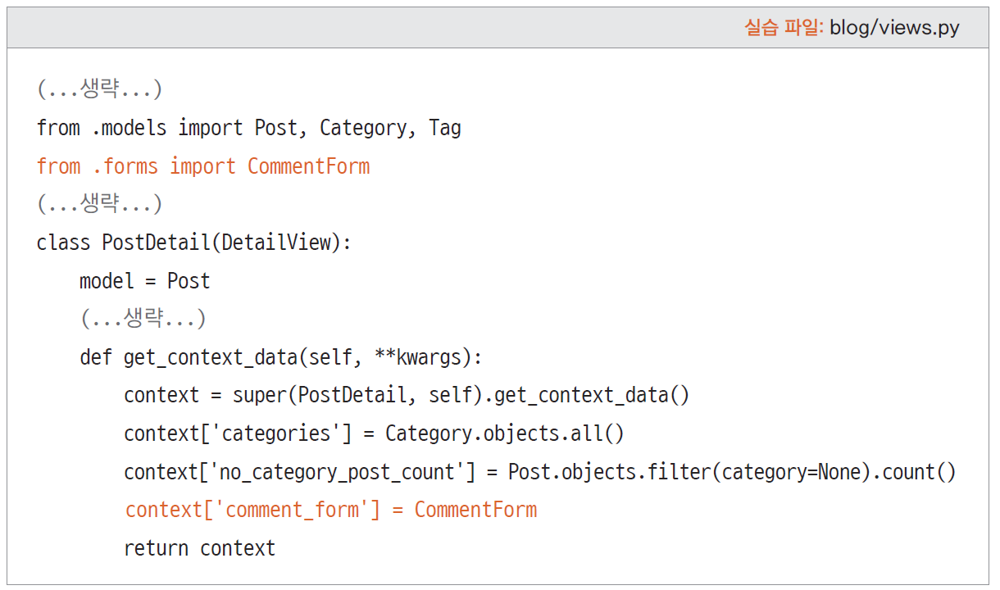 실습 파일: blog/views.py
(...생략...)
from .models import Post, Category, Tag
from .forms import CommentForm
(...생략...)
class PostDetail(DetailView):
    model = Post
    (...생략...)
    def get_context_data(self, **kwargs):
        context = super(PostDetail, self).get_context_data()
        context['categories'] = Category.objects.all()
        context['no_category_post_count'] = Post.objects.filter(category=None).count()
        context['comment_form'] = CommentForm
        return context